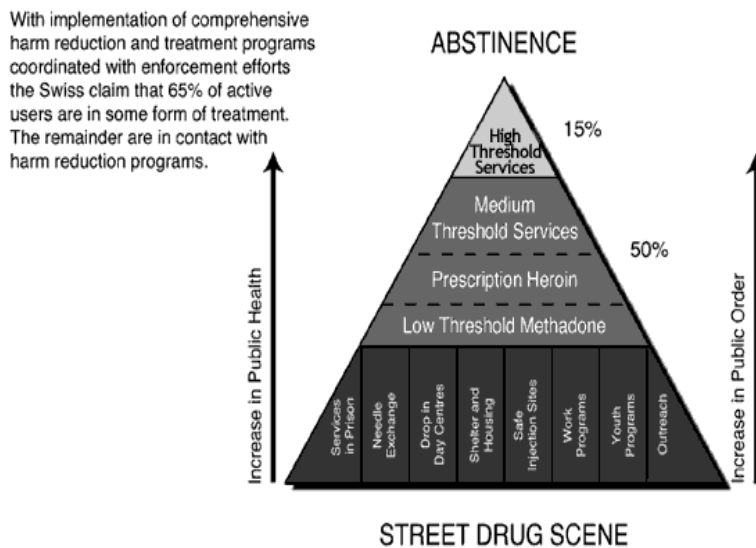 With implementation of comprehensive
harm reduction and treatment programs
coordinated with enforcement efforts
the Swiss claim that 65% of active
users are in some form of treatment.
The remainder are in contact with
harm reduction programs.
ABSTINENCE
High
Threshold
Services
15%
Medium
Threshold Services
50%
Prescription Heroin
Low Threshold Methadone
Increase in Public Health
Increase in Public Order
Services
in Prison
Needle
Exchange
Drop in
Day Centres
Shelter and
Housing
Safe
Injection Sites
Work
Programs
Youth
Programs
Outreach
STREET DRUG SCENE